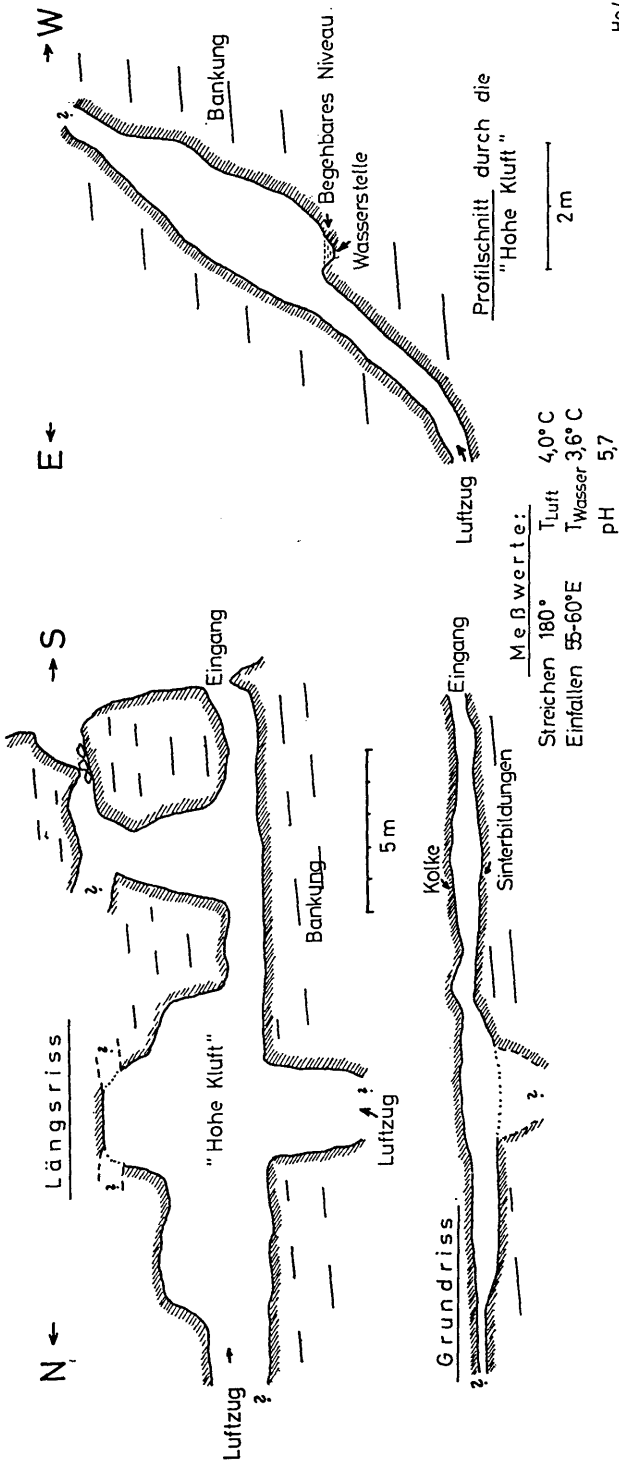 N ← → S
Längsriss
?
?
?
"Hohe Kluft"
Eingang
Luftzug
?
?
Luftzug
Bankung
5 m
Grundriss
Kolke
Eingang
Sinterbildungen
?
?
E ← → W
?
Bankung
Begehbares Niveau
Wasserstelle
Luftzug
Profilschnitt durch die
"Hohe Kluft"
2 m
Meßwerte:
Streichen 180° TLuft 4,0° C
Einfallen 55-60°E TWasser 3,6° C
pH 5,7